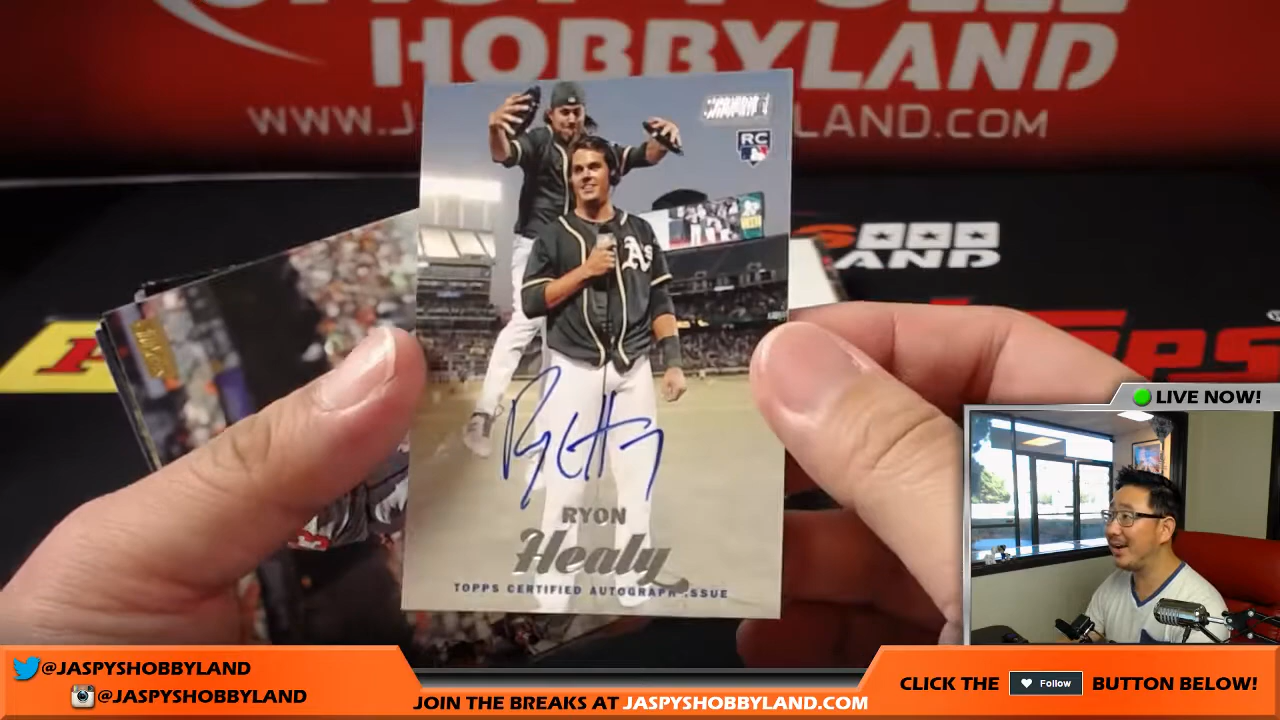 HOBBYLAND
WWW.J
LAND.COM
RC
A's
RYON
Healy
TOPPS CERTIFIED AUTOGRAPH ISSUE
LAND
LIVE NOW!
@JASPYSHOBBYLAND
@JASPYSHOBBYLAND
JOIN THE BREAKS AT JASPYSHOBBYLAND.COM
CLICK THE Follow BUTTON BELOW!